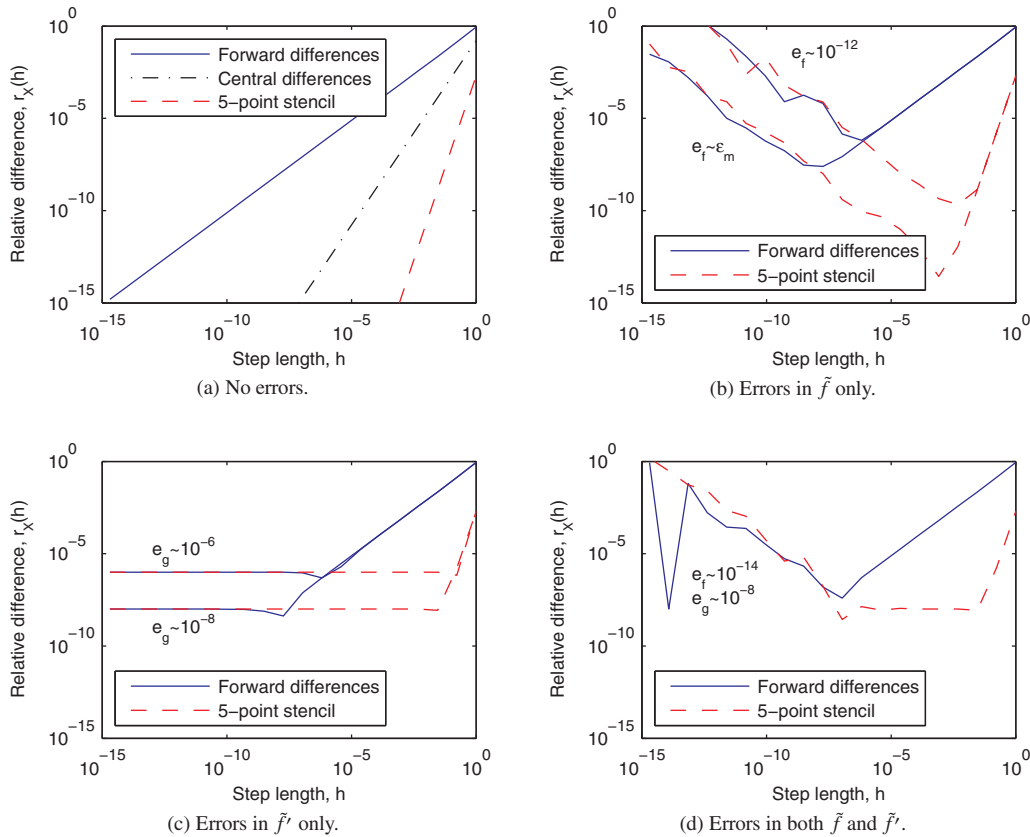 Relative difference, r_X(h)
10^0
10^−5
10^−10
10^−15
Forward differences
Central differences
5−point stencil
10^−15
10^−10
10^−5
10^0
Step length, h
(a) No errors.
Relative difference, r_X(h)
10^0
10^−5
10^−10
10^−15
e_f~10^−12
e_f~ε_m
Forward differences
5−point stencil
10^−15
10^−10
10^−5
10^0
Step length, h
(b) Errors in f̃ only.
Relative difference, r_X(h)
10^0
10^−5
10^−10
10^−15
e_g~10^−6
e_g~10^−8
Forward differences
5−point stencil
10^−15
10^−10
10^−5
10^0
Step length, h
(c) Errors in f̃′ only.
Relative difference, r_X(h)
10^0
10^−5
10^−10
10^−15
e_f~10^−14
e_g~10^−8
Forward differences
5−point stencil
10^−15
10^−10
10^−5
10^0
Step length, h
(d) Errors in both f̃ and f̃′.